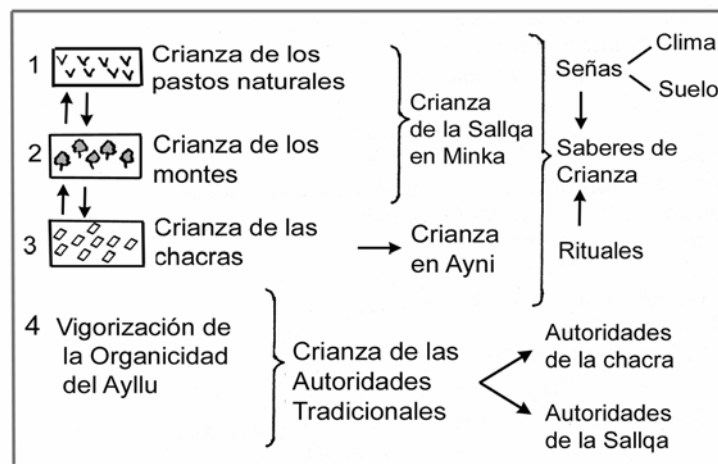 1 Crianza de los
pastos naturales
2 Crianza de los
montes
3 Crianza de las
chacras
Crianza
de la Sallqa
en Minka
Crianza
en Ayni
Señas
Clima
Suelo
Saberes de
Crianza
Rituales
4 Vigorización de
la Organicidad
del Ayllu
Crianza de las
Autoridades
Tradicionales
Autoridades
de la chacra
Autoridades
de la Sallqa